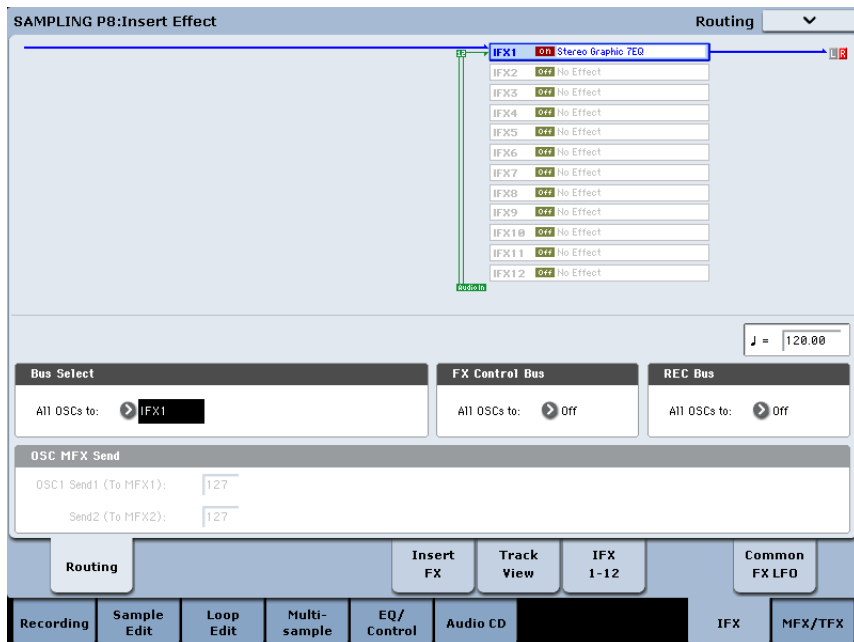 SAMPLING P8:Insert Effect Routing
IFX1 On Stereo Graphic 7EQ
L R
IFX2 Off No Effect
IFX3 Off No Effect
IFX4 Off No Effect
IFX5 Off No Effect
IFX6 Off No Effect
IFX7 Off No Effect
IFX8 Off No Effect
IFX9 Off No Effect
IFX10 Off No Effect
IFX11 Off No Effect
IFX12 Off No Effect
AudioIn
♩ = 120.00
Bus Select
All OSCs to: IFX1
FX Control Bus
All OSCs to: Off
REC Bus
All OSCs to: Off
OSC MFX Send
OSC1 Send1 (To MFX1): 127
Send2 (To MFX2): 127
Routing
Insert
FX
Track
View
IFX
1-12
Common
FX LFO
Recording
Sample
Edit
Loop
Edit
Multi-
sample
EQ/
Control
Audio CD
IFX
MFX/TFX